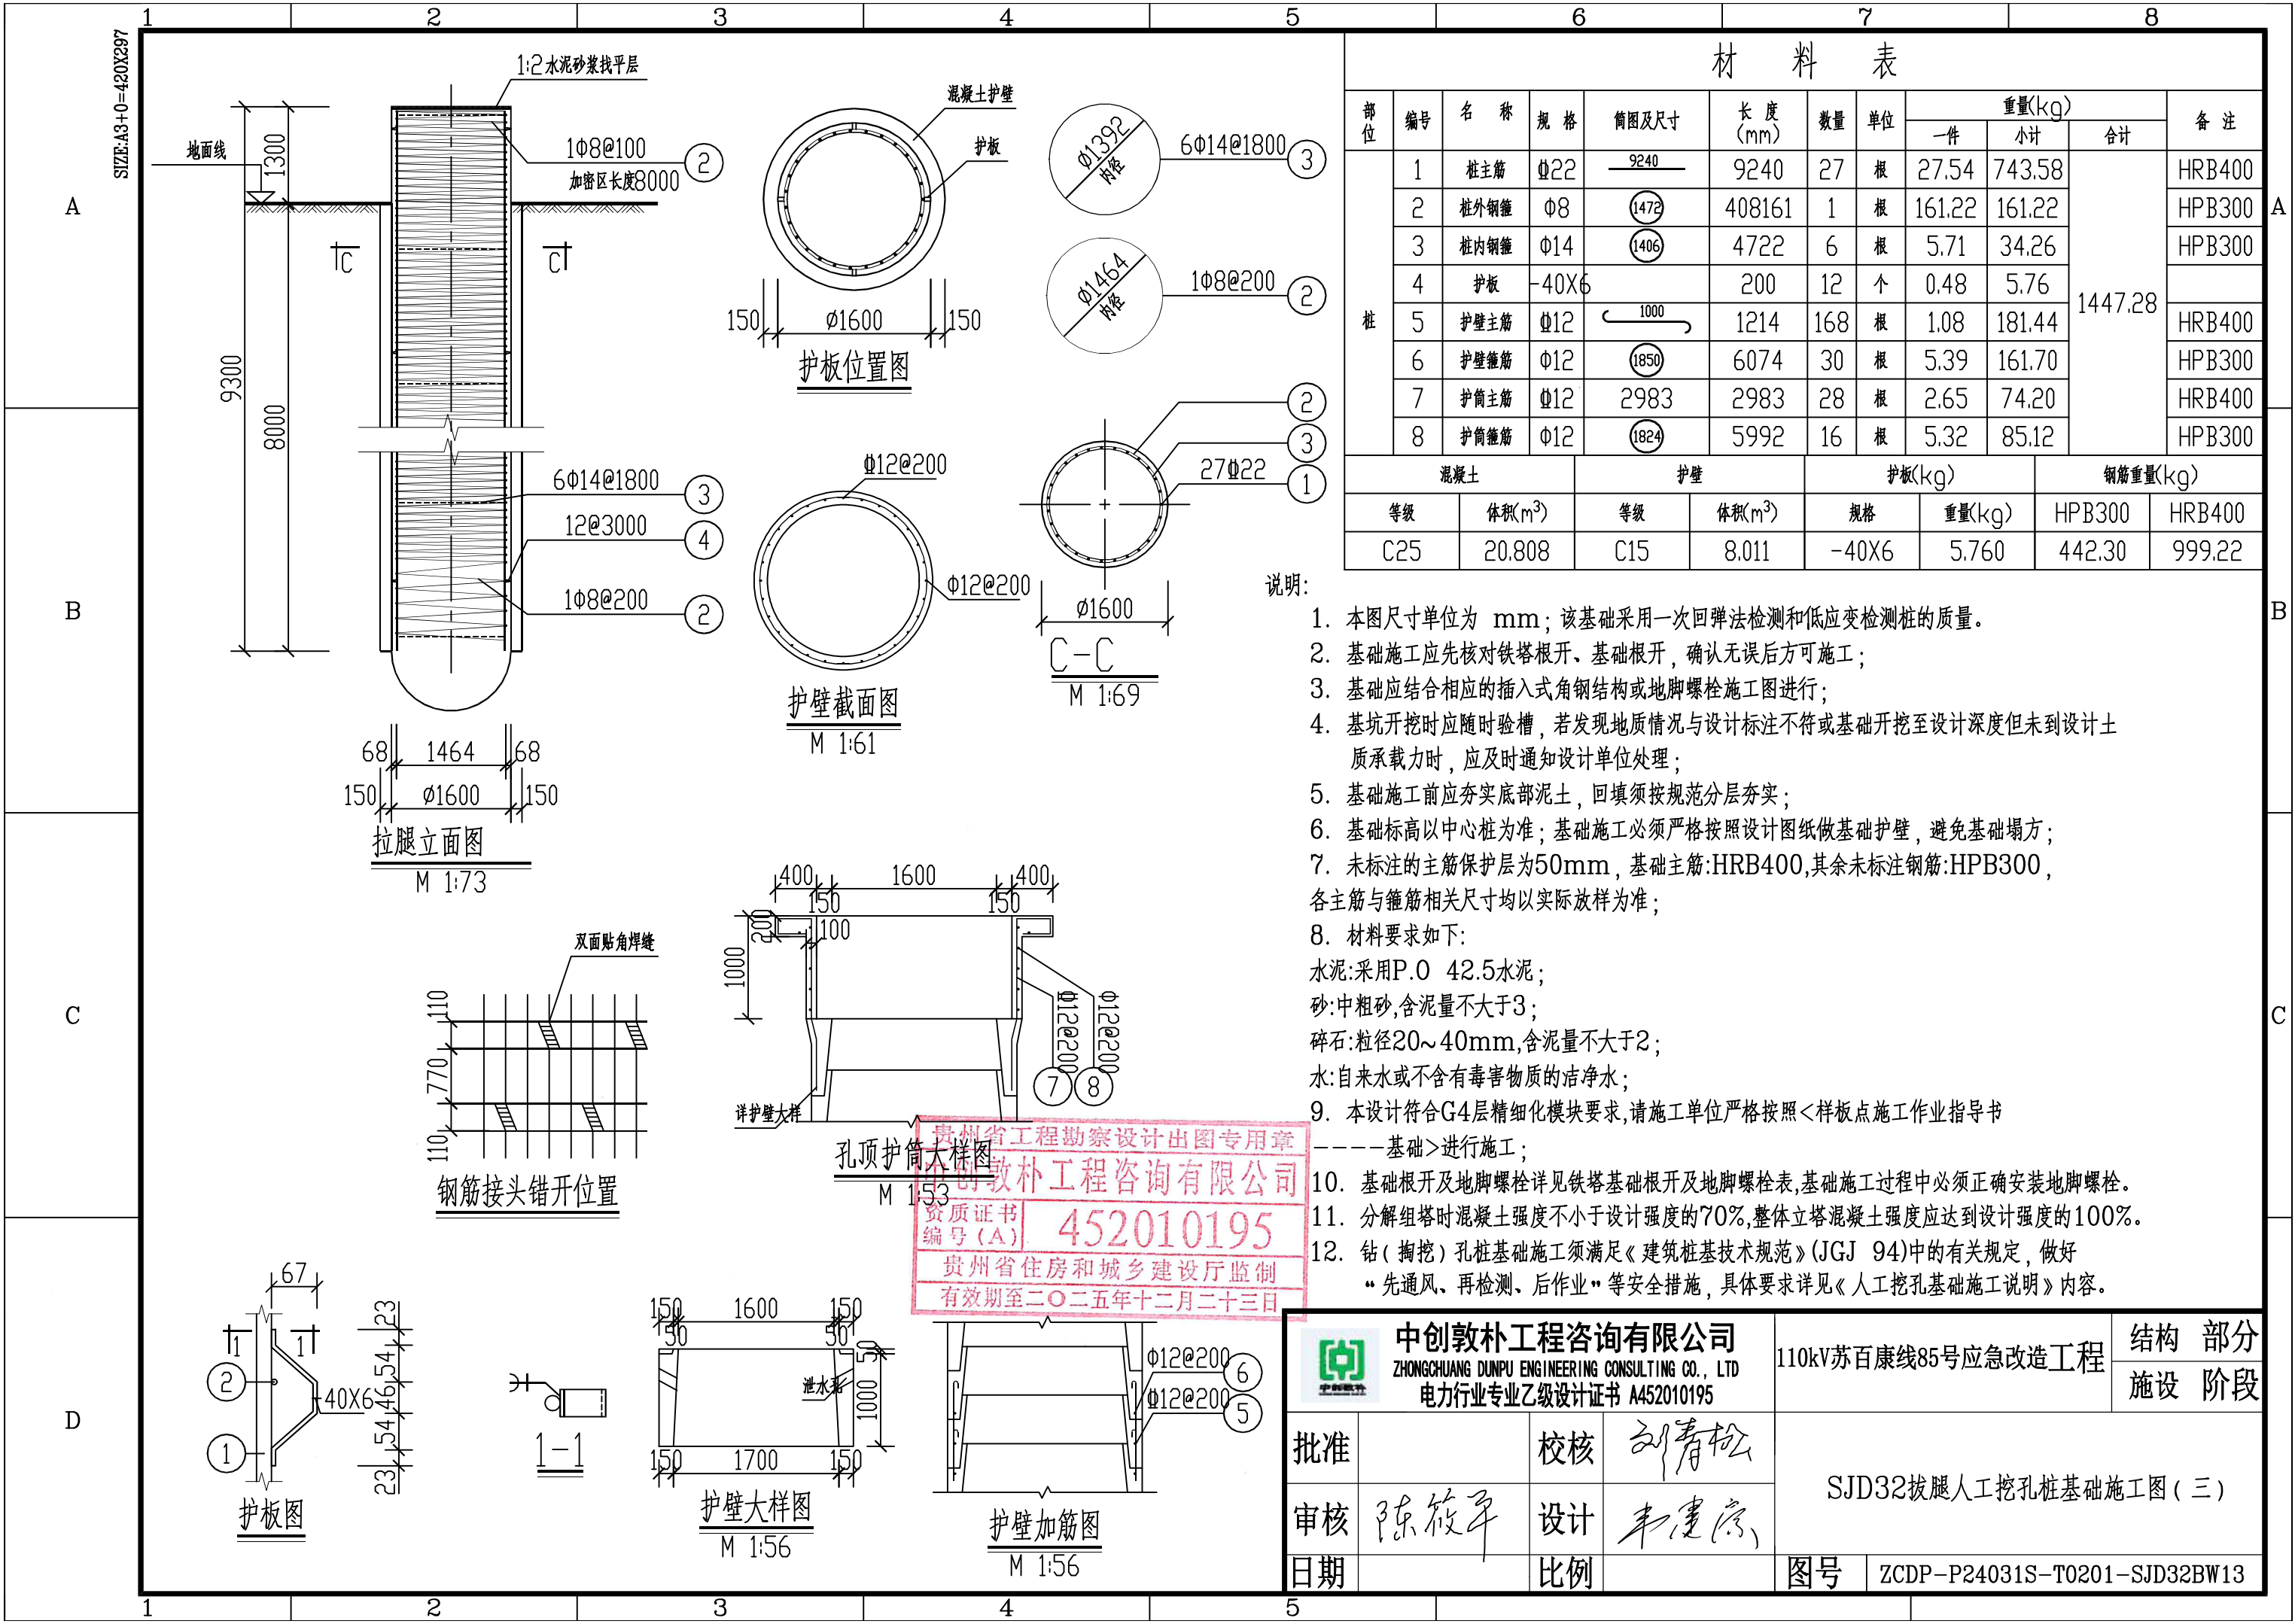 1 2 3 4 5 6 7 8
SIZE:A3+0=420X297
A
B
C
D
A
B
C
1:2水泥砂浆找平层
地面线
1300
9300
8000
1Φ8@100
加密区长度8000
2
C
C
6Φ14@1800
3
12@3000
4
1Φ8@200
2
68 1464 68
150 Ø1600 150
拉腿立面图
M 1:73
混凝土护壁
护板
150 Ø1600 150
护板位置图
Ø1392
内径
6Φ14@1800
3
Ø1464
内径
1Φ8@200
2
Φ12@200
Φ12@200
护壁截面图
M 1:61
2
3
27Φ22
1
Ø1600
C-C
M 1:69
双面贴角焊缝
110
770
110
钢筋接头错开位置
400 1600 400
150 150
200
100
1000
Φ12@200
Φ12@200
7 8
详护壁大样
孔顶护筒大样图
M 1:53
67
1 1
2
1
-40X6
23
54
46
54
23
护板图
1-1
150 1600 150
50 50
50
泄水孔
1000
150 1700 150
护壁大样图
M 1:56
Φ12@200
6
Φ12@200
5
护壁加筋图
M 1:56
贵州省工程勘察设计出图专用章
中创敦朴工程咨询有限公司
资质证书
编号(A)
452010195
贵州省住房和城乡建设厅监制
有效期至二〇二五年十二月二十三日
材 料 表
部位 编号 名 称 规 格 简图及尺寸 长 度(mm) 数量 单位 重量(kg) 备 注
一件 小计 合计
桩
1 桩主筋 Φ22 9240 9240 27 根 27.54 743.58 HRB400
2 桩外钢箍 Φ8 1472 408161 1 根 161.22 161.22 HPB300
3 桩内钢箍 Φ14 1406 4722 6 根 5.71 34.26 HPB300
4 护板 -40X6 200 12 个 0.48 5.76
1447.28
5 护壁主筋 Φ12 1000 1214 168 根 1.08 181.44 HRB400
6 护壁箍筋 Φ12 1850 6074 30 根 5.39 161.70 HPB300
7 护筒主筋 Φ12 2983 2983 28 根 2.65 74.20 HRB400
8 护筒箍筋 Φ12 1824 5992 16 根 5.32 85.12 HPB300
混凝土 护壁 护板(kg) 钢筋重量(kg)
等级 体积(m³) 等级 体积(m³) 规格 重量(kg) HPB300 HRB400
C25 20.808 C15 8.011 -40X6 5.760 442.30 999.22
说明:
1. 本图尺寸单位为 mm; 该基础采用一次回弹法检测和低应变检测桩的质量。
2. 基础施工应先核对铁塔根开、基础根开, 确认无误后方可施工;
3. 基础应结合相应的插入式角钢结构或地脚螺栓施工图进行;
4. 基坑开挖时应随时验槽, 若发现地质情况与设计标注不符或基础开挖至设计深度但未到设计土
质承载力时, 应及时通知设计单位处理;
5. 基础施工前应夯实底部泥土, 回填须按规范分层夯实;
6. 基础标高以中心桩为准; 基础施工必须严格按照设计图纸做基础护壁, 避免基础塌方;
7. 未标注的主筋保护层为50mm, 基础主筋:HRB400,其余未标注钢筋:HPB300,
各主筋与箍筋相关尺寸均以实际放样为准;
8. 材料要求如下:
水泥:采用P.O 42.5水泥;
砂:中粗砂,含泥量不大于3;
碎石:粒径20~40mm,含泥量不大于2;
水:自来水或不含有毒害物质的洁净水;
9. 本设计符合G4层精细化模块要求,请施工单位严格按照<样板点施工作业指导书
----基础>进行施工;
10. 基础根开及地脚螺栓详见铁塔基础根开及地脚螺栓表,基础施工过程中必须正确安装地脚螺栓。
11. 分解组塔时混凝土强度不小于设计强度的70%,整体立塔混凝土强度应达到设计强度的100%。
12. 钻(掏挖)孔桩基础施工须满足《建筑桩基技术规范》(JGJ 94)中的有关规定, 做好
“先通风、再检测、后作业”等安全措施, 具体要求详见《人工挖孔基础施工说明》内容。
中创敦朴
中创敦朴工程咨询有限公司
ZHONGCHUANG DUNPU ENGINEERING CONSULTING CO., LTD
电力行业专业乙级设计证书 A452010195
110kV苏百康线85号应急改造工程
结构 部分
施设 阶段
批准 校核 刘青松
审核 陈筱平 设计
SJD32拔腿人工挖孔桩基础施工图(三)
日期 比例 图号 ZCDP-P24031S-T0201-SJD32BW13
1 2 3 4 5